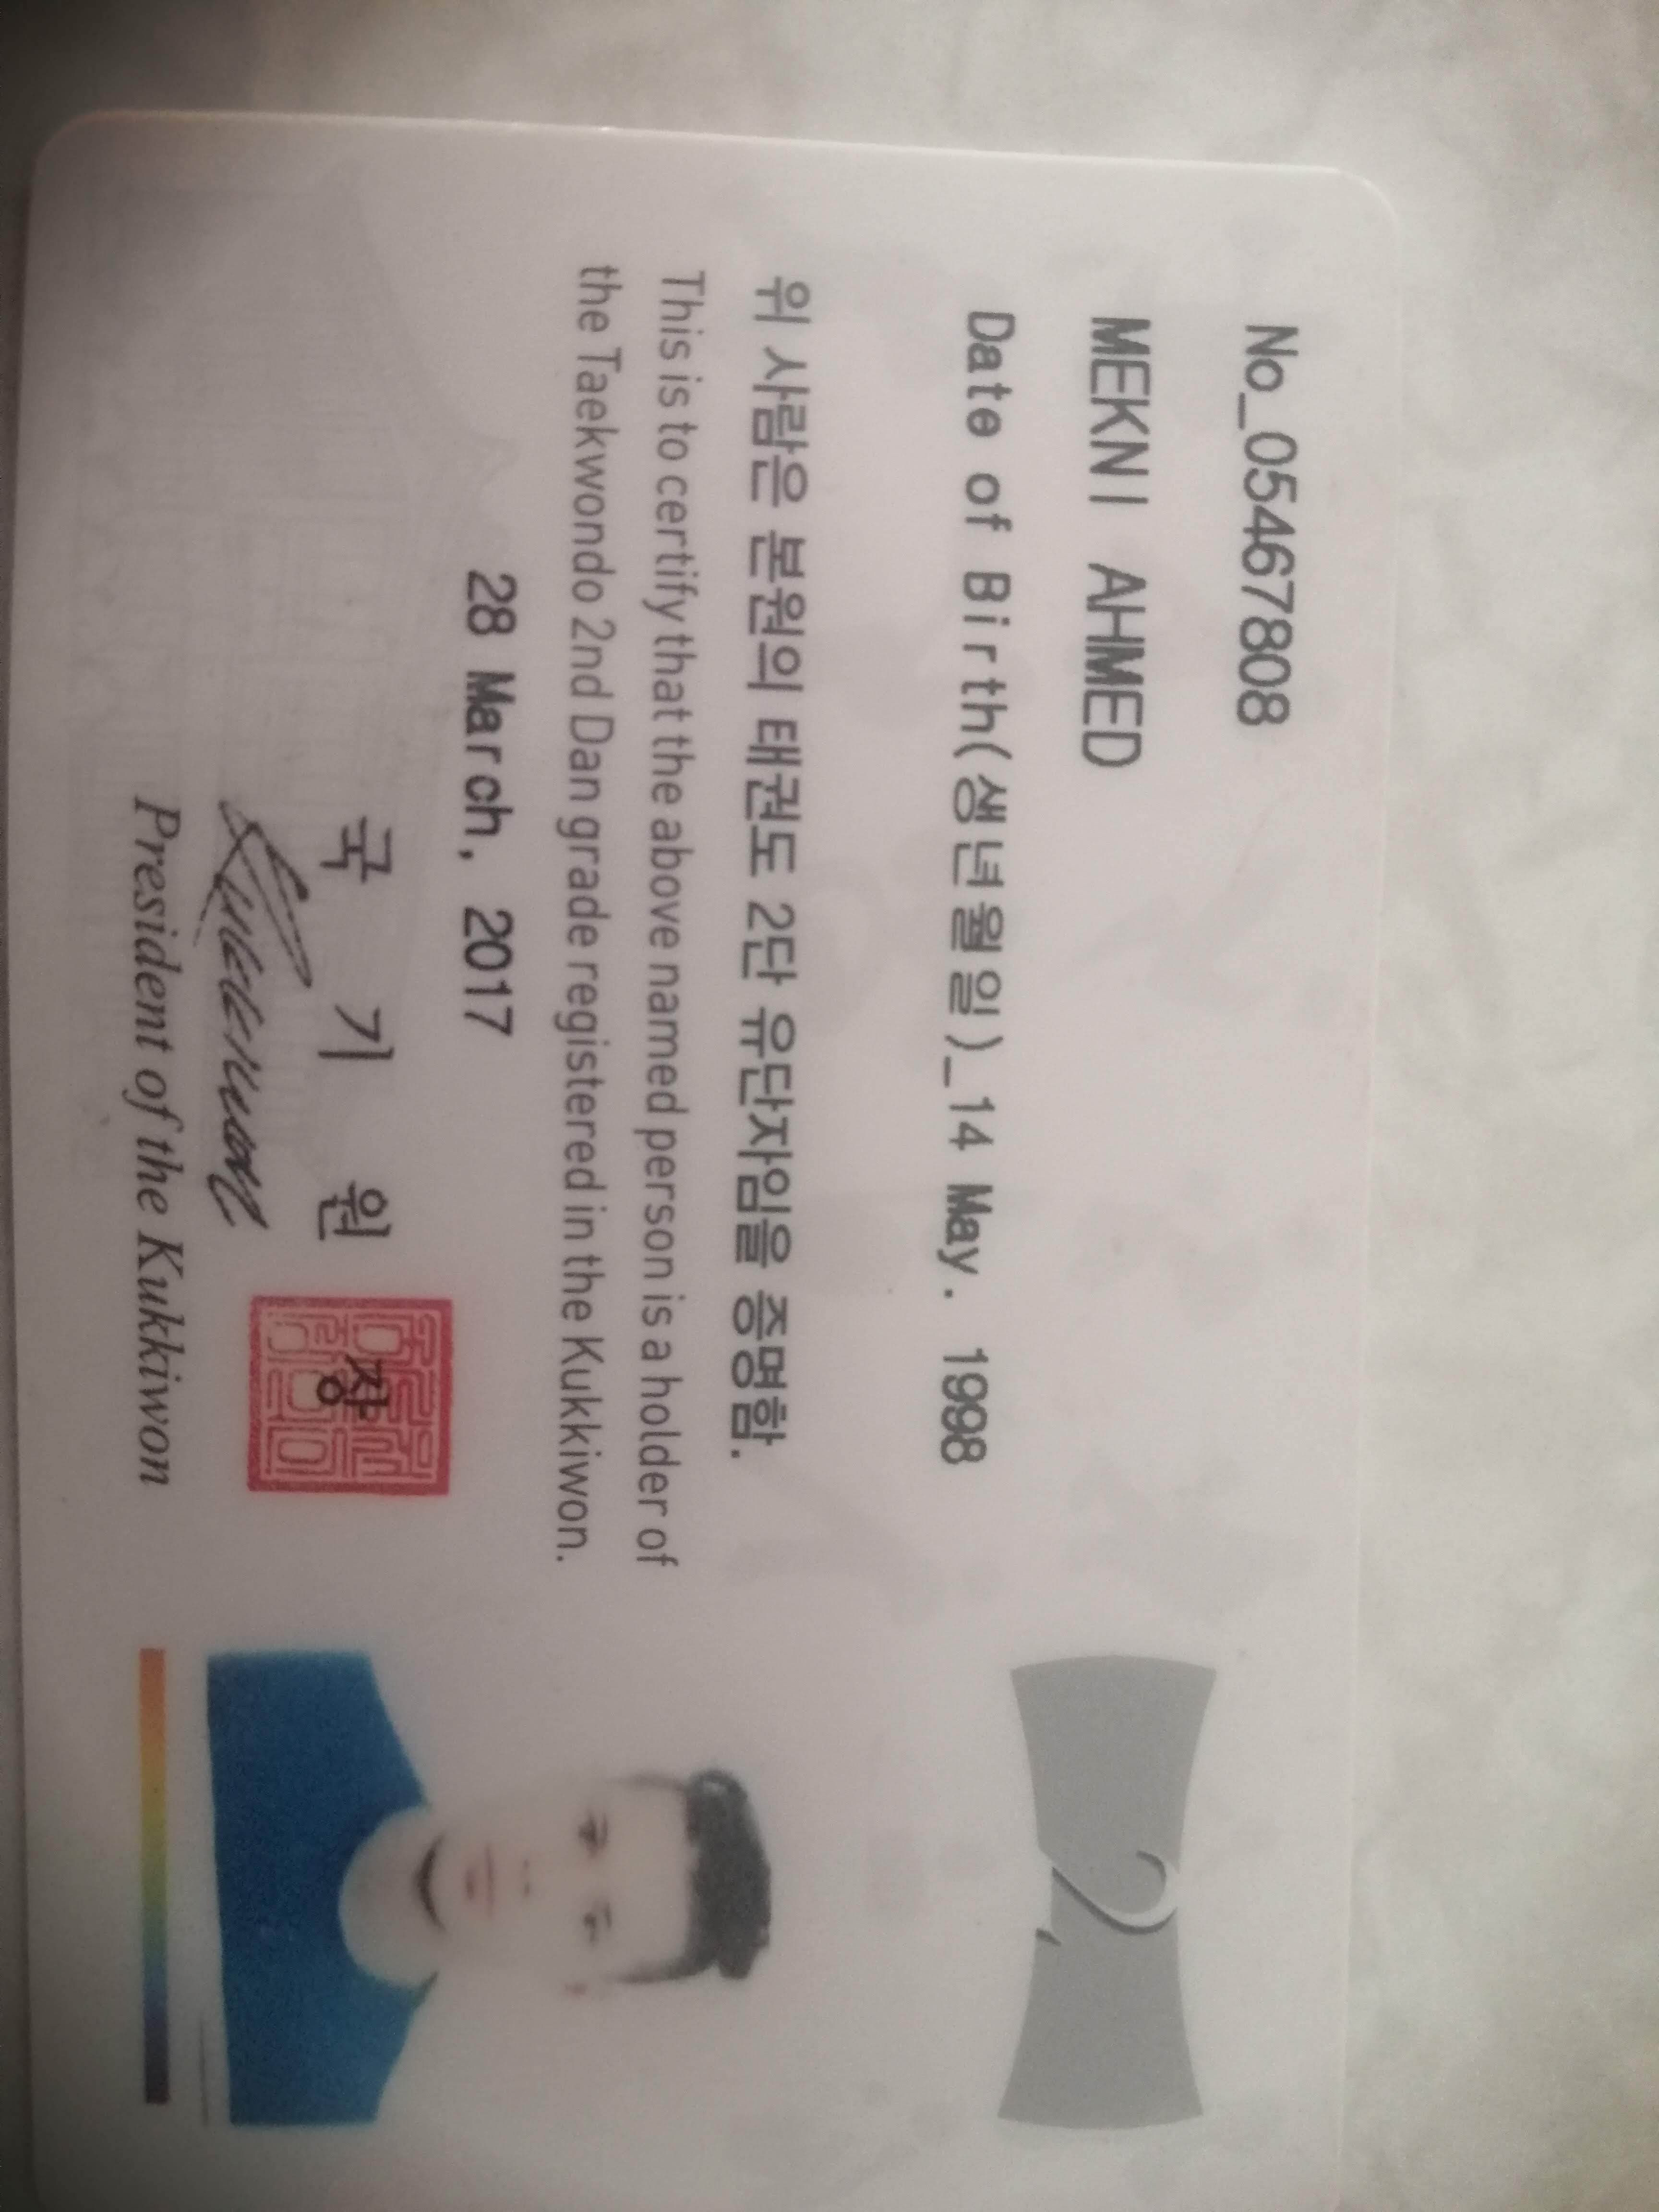 No_05467808
MEKNI AHMED
Date of Birth(생년월일)_14 May. 1998
위 사람은 본원의 태권도 2단 유단자임을 증명함.
This is to certify that the above named person is a holder of
the Taekwondo 2nd Dan grade registered in the Kukkiwon.
28 March, 2017
국 기 원 장
President of the Kukkiwon
2